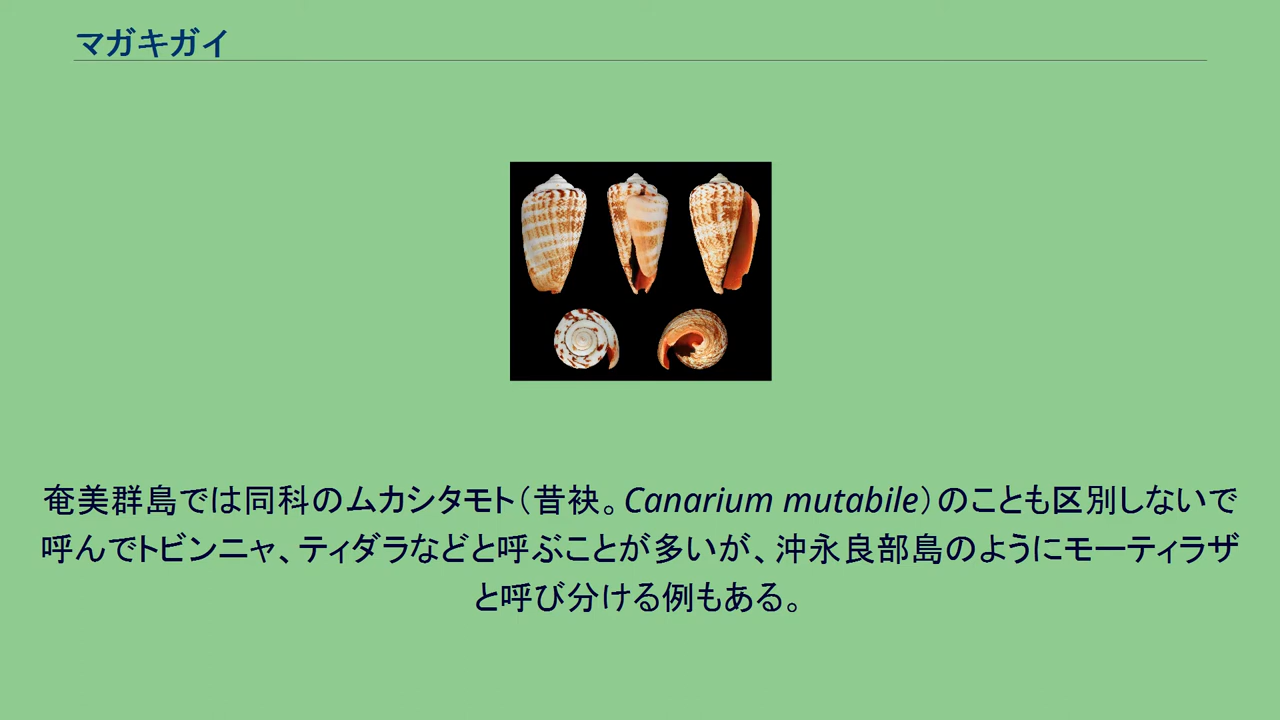 マガキガイ
奄美群島では同科のムカシタモト（昔袂。Canarium mutabile）のことも区別しないで
呼んでトビンニャ、ティダラなどと呼ぶことが多いが、沖永良部島のようにモーティラザ
と呼び分ける例もある。